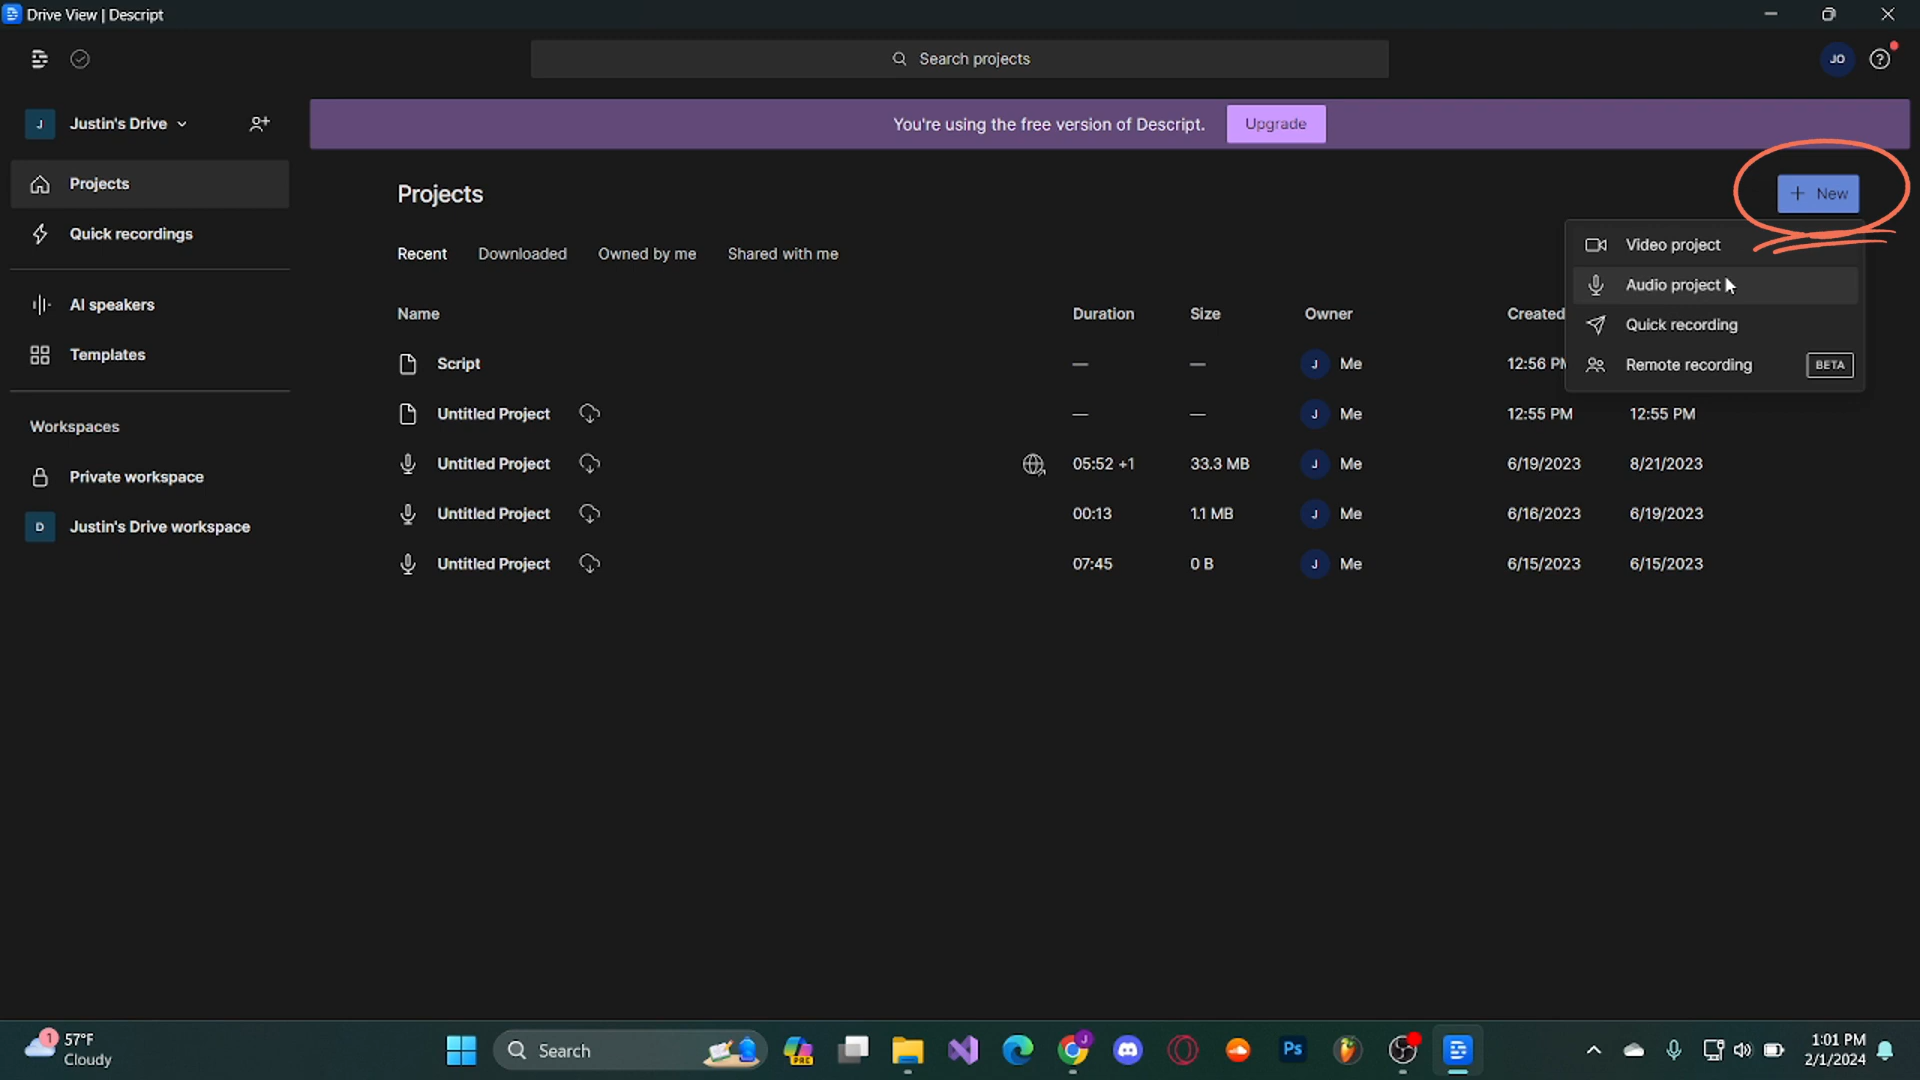 Drive View | Descript
Search projects
JO
J Justin's Drive
You're using the free version of Descript. Upgrade
Projects
Quick recordings
AI speakers
Templates
Workspaces
Private workspace
D Justin's Drive workspace
Projects
+ New
Video project
Audio project
Quick recording
Remote recording BETA
Recent Downloaded Owned by me Shared with me
Name Duration Size Owner Created
Script — — J Me 12:56 PM
Untitled Project — — J Me 12:55 PM 12:55 PM
Untitled Project 05:52 +1 33.3 MB J Me 6/19/2023 8/21/2023
Untitled Project 00:13 1.1 MB J Me 6/16/2023 6/19/2023
Untitled Project 07:45 0 B J Me 6/15/2023 6/15/2023
1 57°F
Cloudy
Search
PRE
J
Ps
1:01 PM
2/1/2024